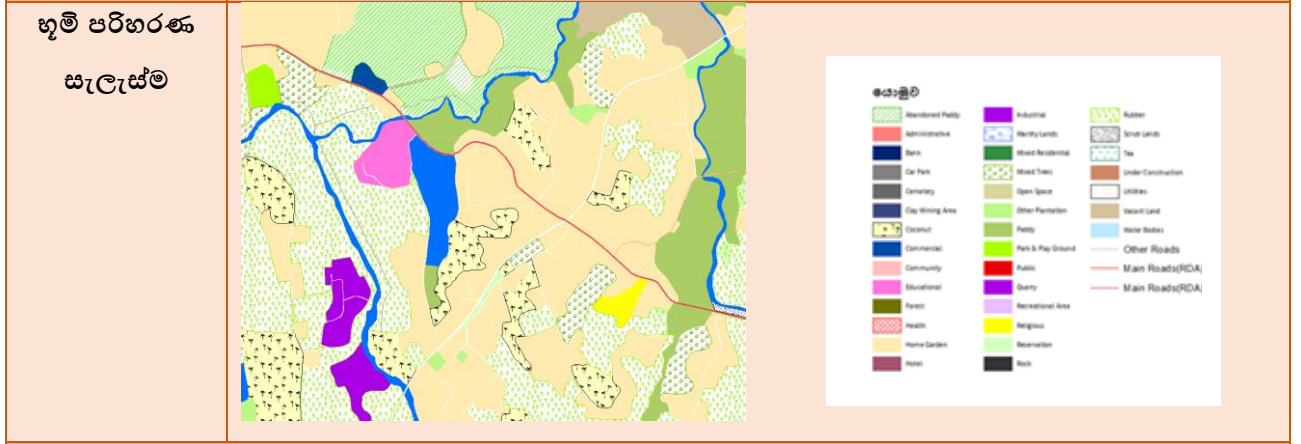 භූමි පරිහරණ
සැලැස්ම
යොමුව
Abandoned Paddy
Administrative
Bank
Car Park
Cemetery
Clay Mining Area
Coconut
Commercial
Community
Educational
Forest
Health
Home Garden
Hotel
Industrial
Marshy Lands
Mixed Residential
Mixed Trees
Open Space
Other Plantation
Paddy
Park & Play Ground
Public
Quarry
Recreational Area
Religious
Reservation
Rock
Rubber
Scrub Lands
Tea
Under Construction
Utilities
Vacant Land
Water Bodies
Other Roads
Main Roads(RDA)
Main Roads(RDA)